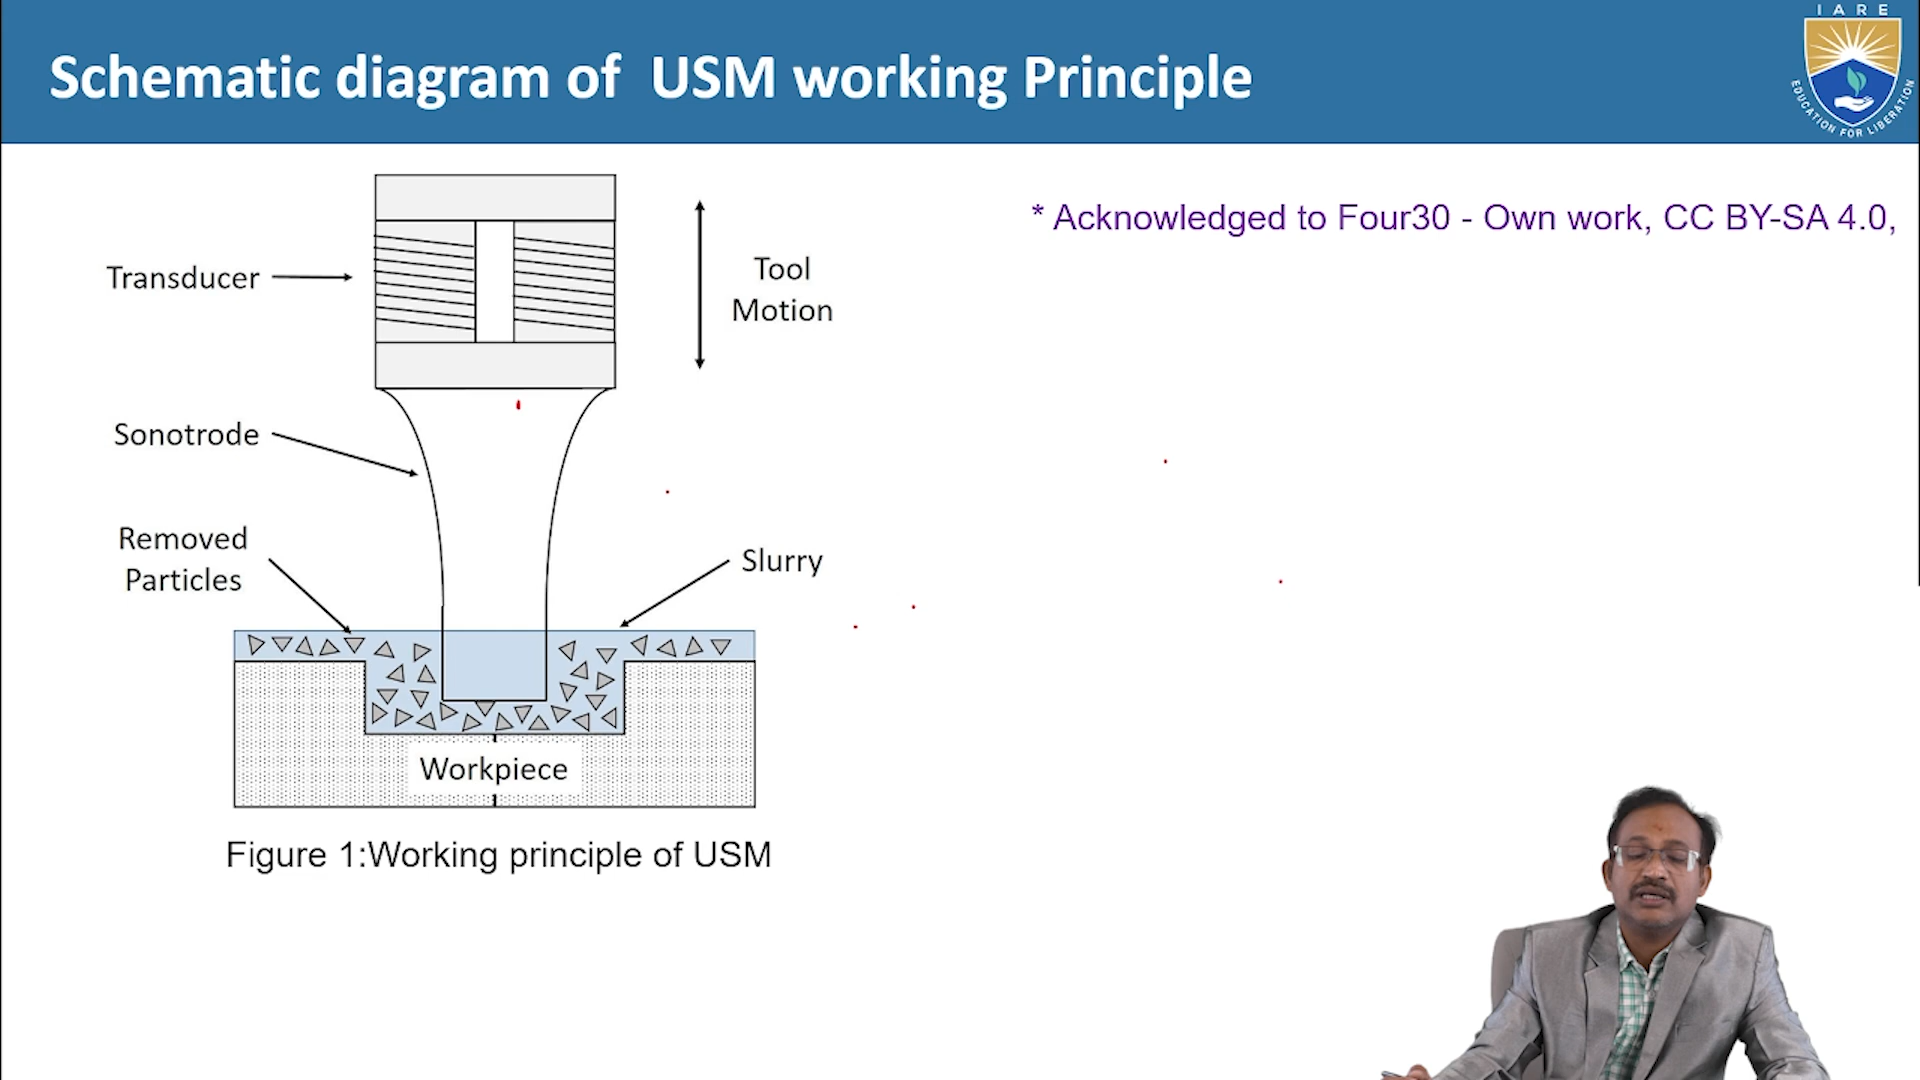 IARE
Schematic diagram of USM working Principle
EDUCATION FOR LIBERATION
* Acknowledged to Four30 - Own work, CC BY-SA 4.0,
Transducer
Tool
Motion
Sonotrode
Removed
Particles
Slurry
Workpiece
Figure 1:Working principle of USM